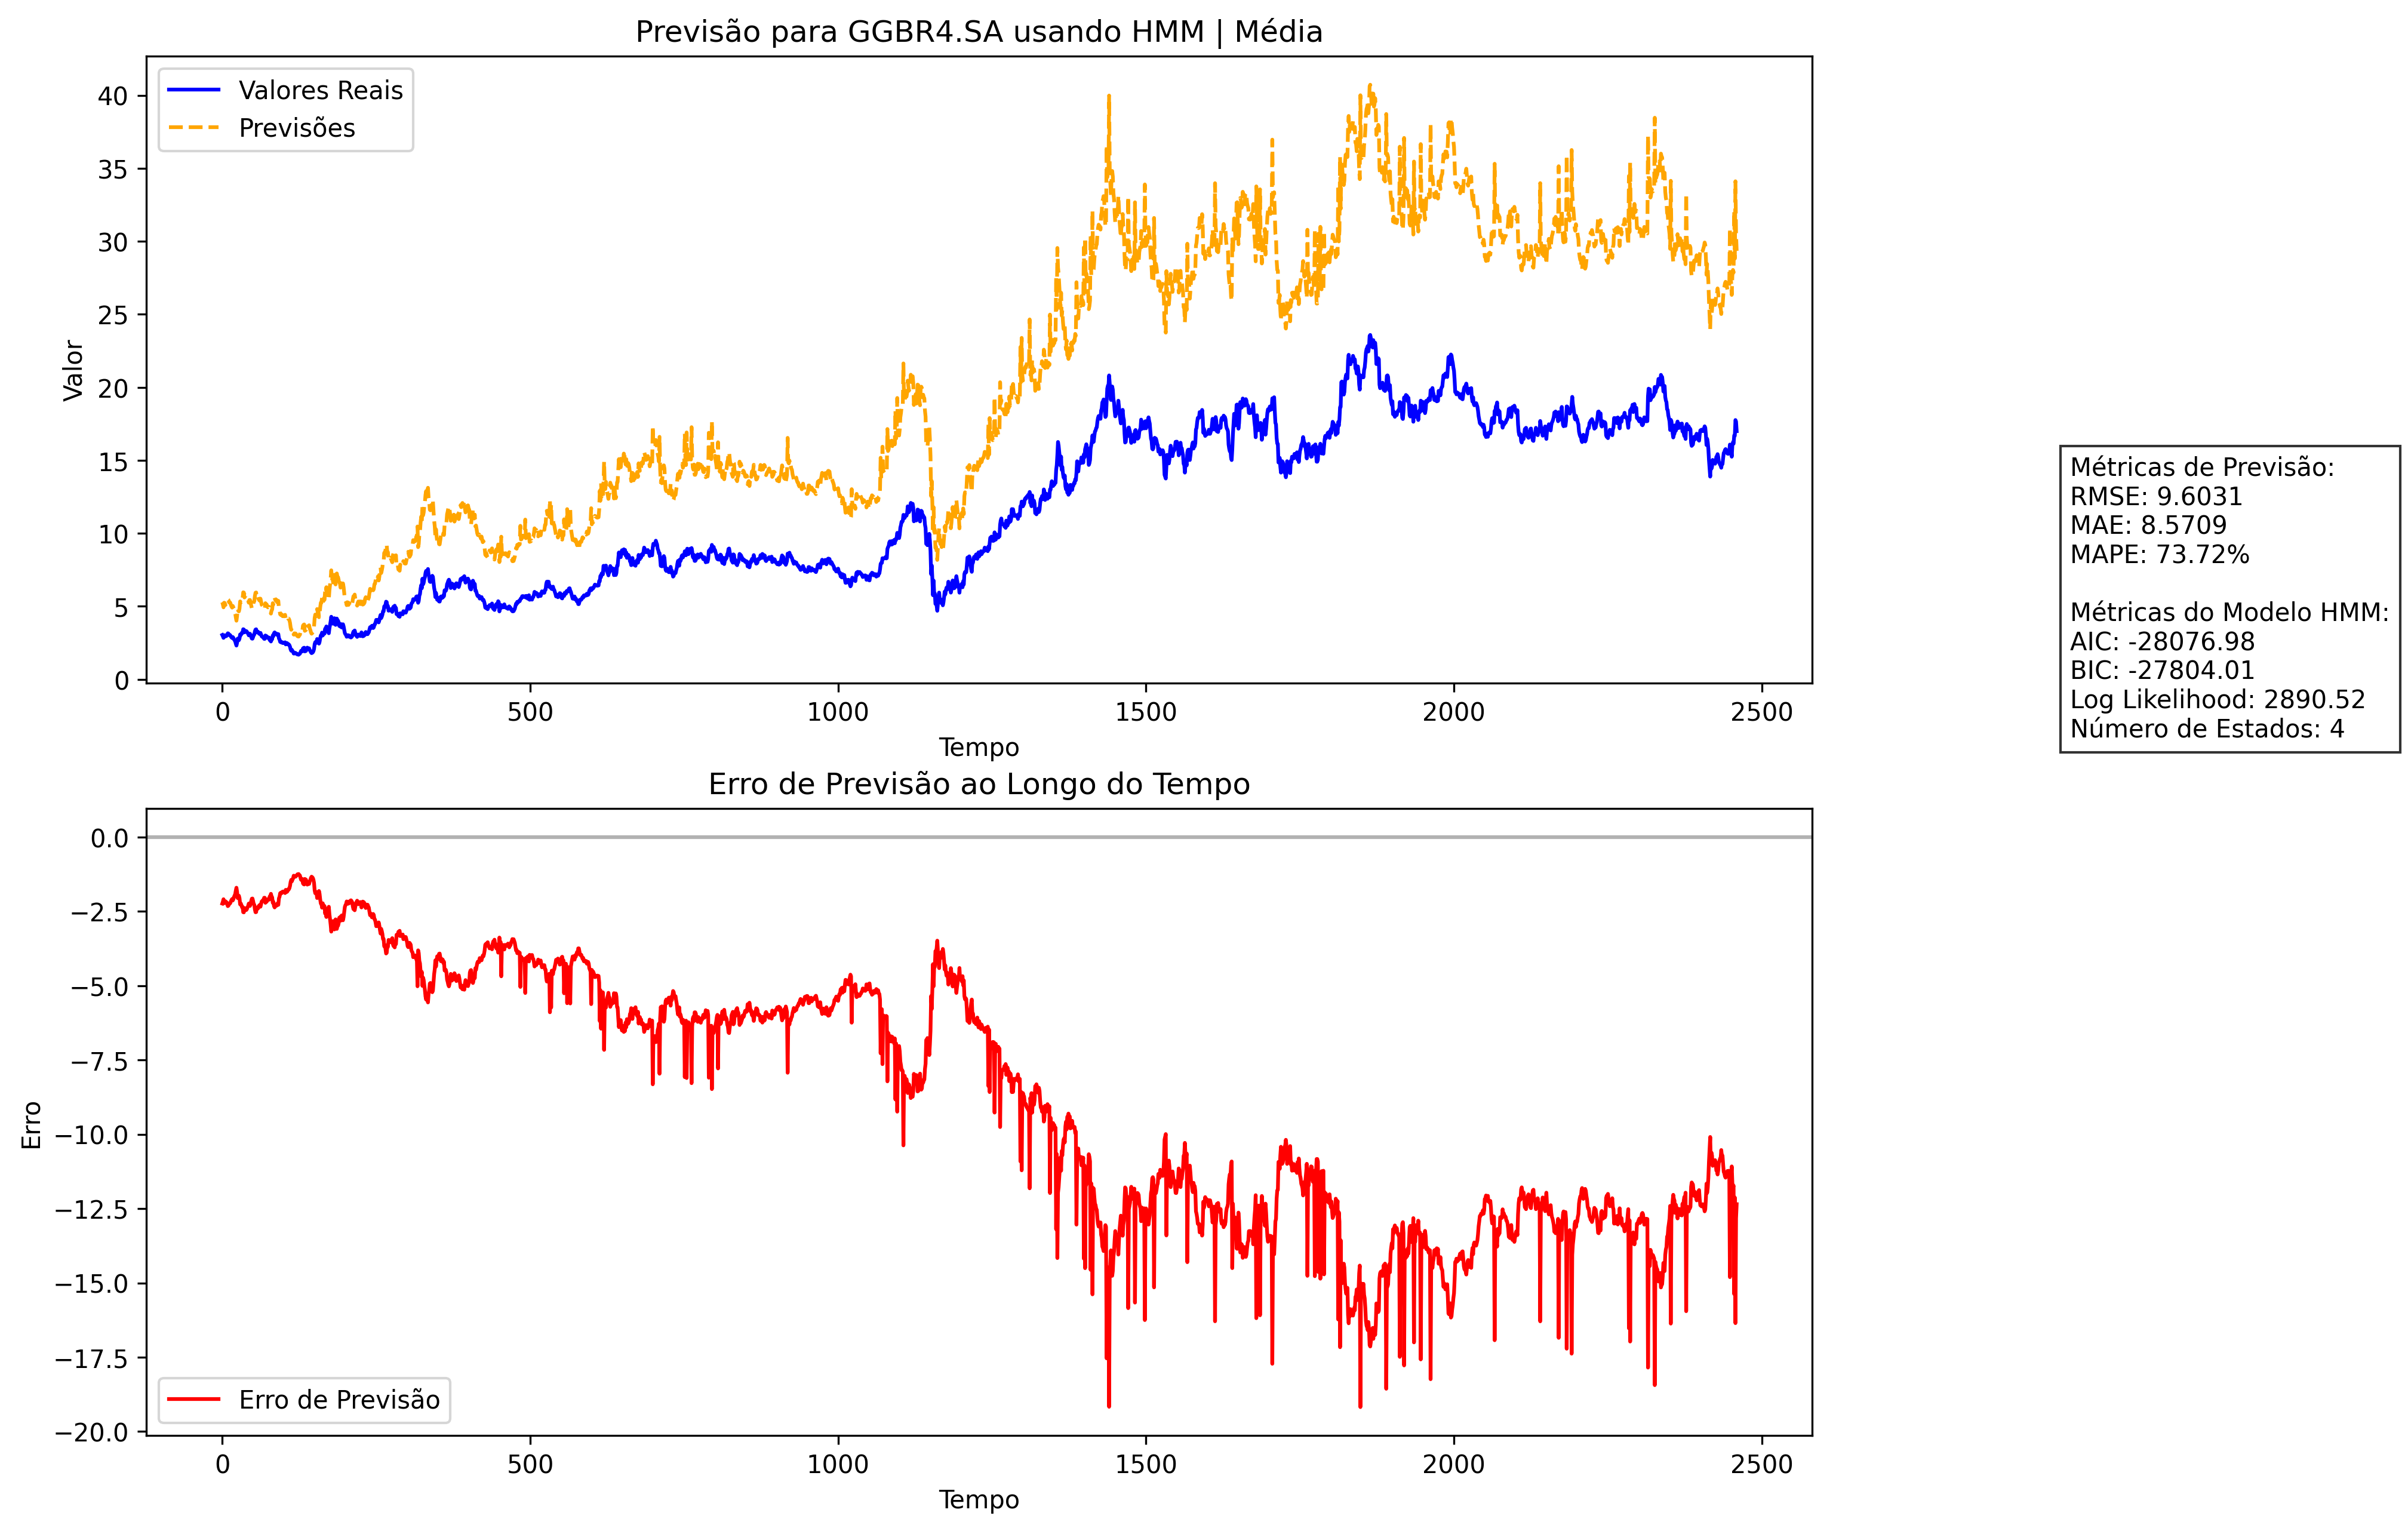 Previsão para GGBR4.SA usando HMM | Média
Valores Reais
Previsões
Valor
40
35
30
25
20
15
10
5
0
0 500 1000 1500 2000 2500
Tempo
Métricas de Previsão:
RMSE: 9.6031
MAE: 8.5709
MAPE: 73.72%
Métricas do Modelo HMM:
AIC: -28076.98
BIC: -27804.01
Log Likelihood: 2890.52
Número de Estados: 4
Erro de Previsão ao Longo do Tempo
Erro
0.0
−2.5
−5.0
−7.5
−10.0
−12.5
−15.0
−17.5
−20.0
Erro de Previsão
0 500 1000 1500 2000 2500
Tempo